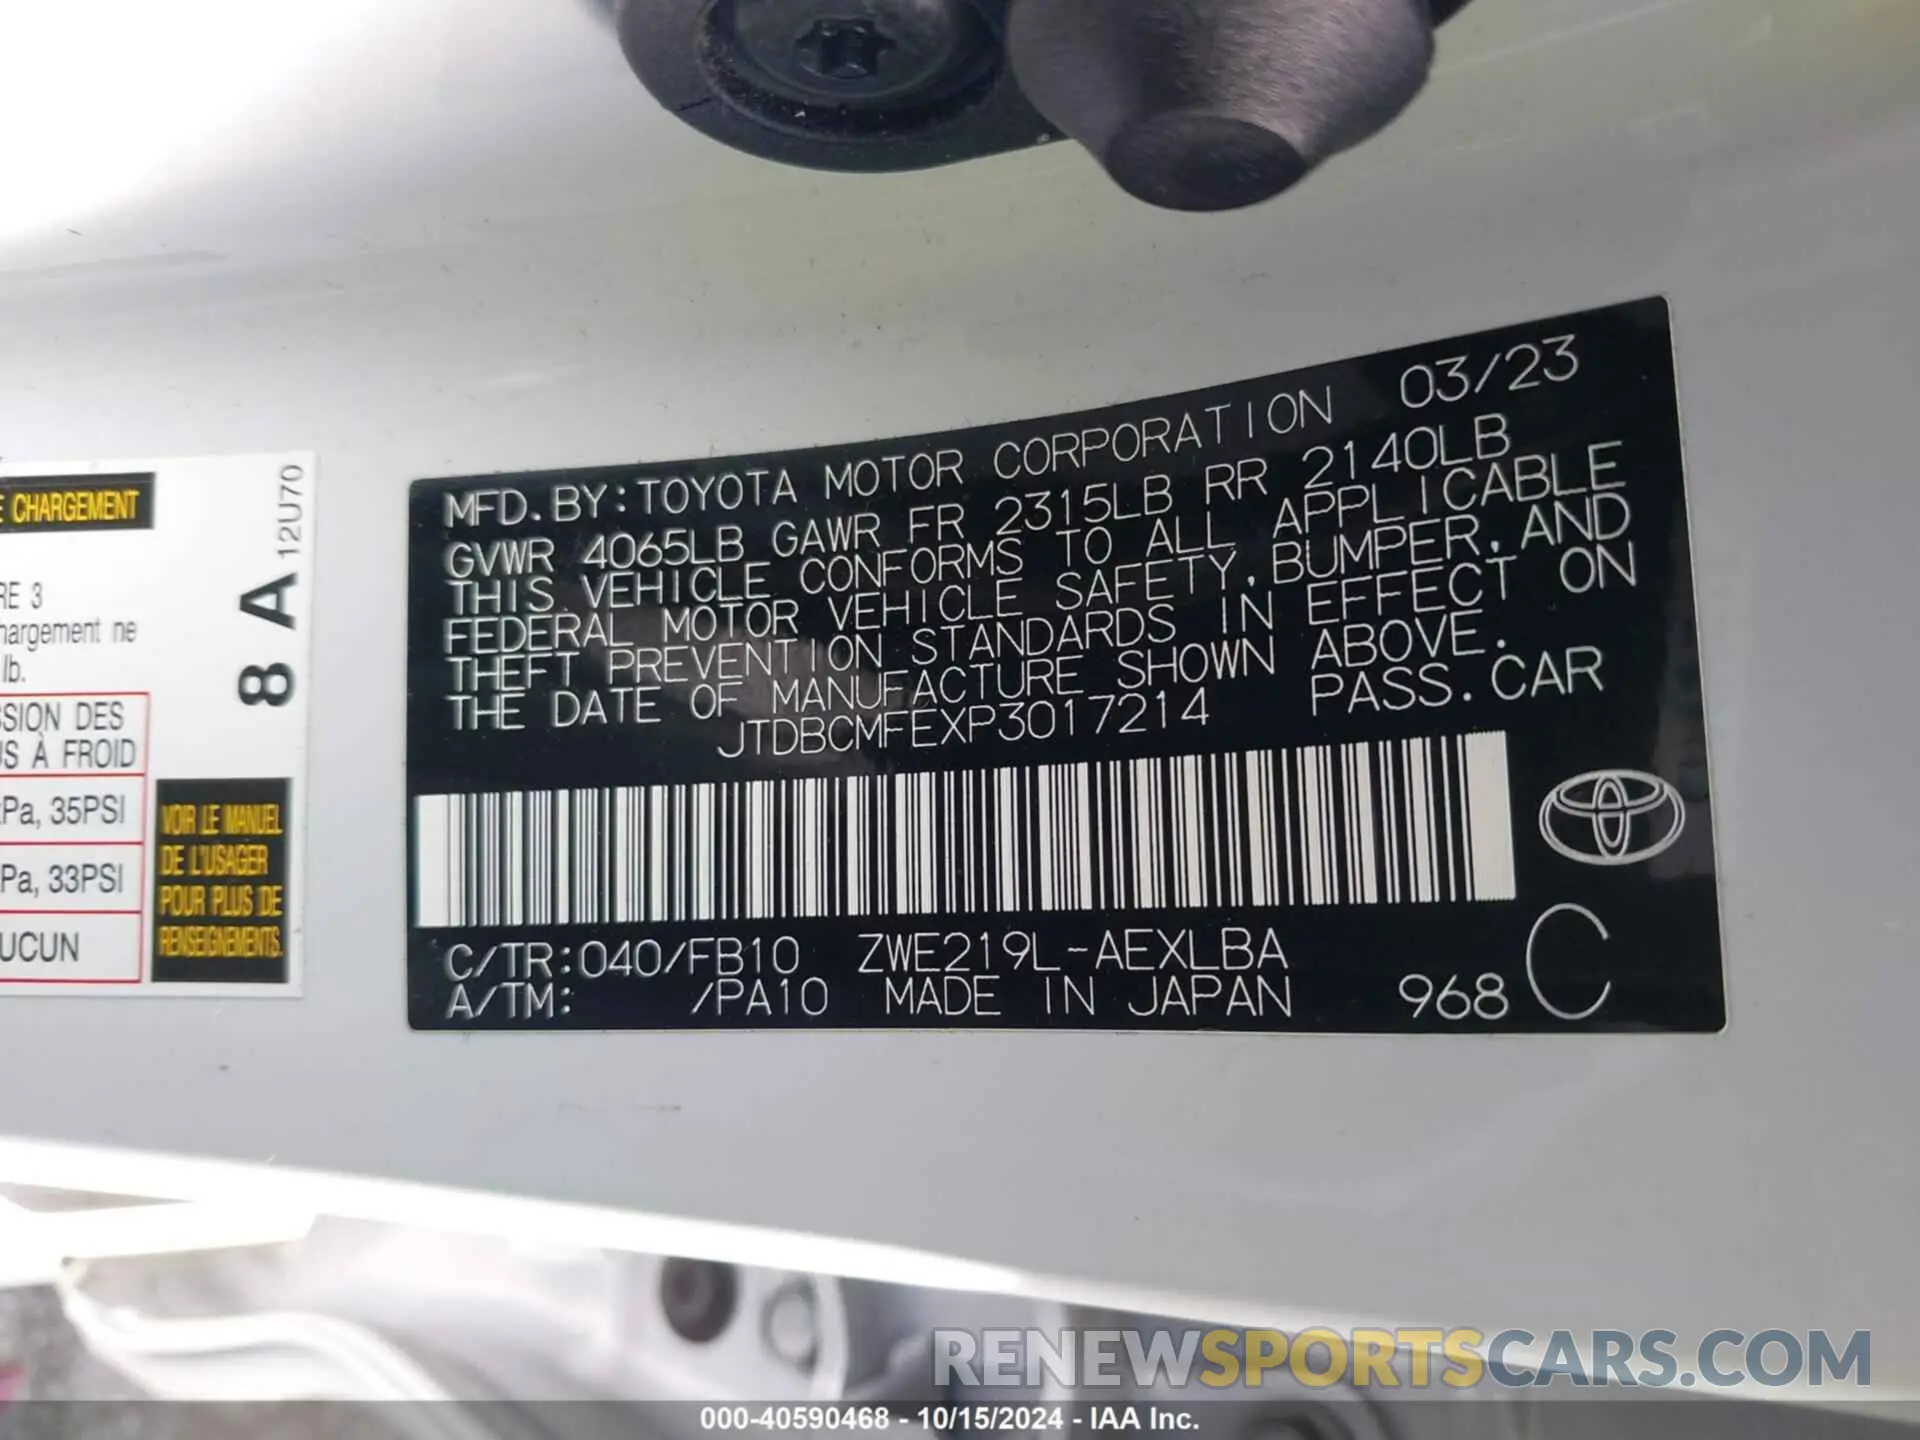 E CHARGEMENT
RE 3
hargement ne
lb.
SSION DES
US À FROID
kPa, 35PSI
Pa, 33PSI
UCUN
8 A 12U70
VOIR LE MANUEL
DE L'USAGER
POUR PLUS DE
RENSEIGNEMENTS.
MFD. BY: TOYOTA MOTOR CORPORATION 03/23
GVWR 4065LB GAWR FR 2315LB RR 2140LB
THIS VEHICLE CONFORMS TO ALL APPLICABLE
FEDERAL MOTOR VEHICLE SAFETY, BUMPER, AND
THEFT PREVENTION STANDARDS IN EFFECT ON
THE DATE OF MANUFACTURE SHOWN ABOVE.
JTDBCMFEXP3017214 PASS. CAR
C/TR:040/FB10 ZWE219L-AEXLBA
A/TM: /PA10 MADE IN JAPAN 968 C
RENEWSPORTSCARS.COM
000-40590468 - 10/15/2024 - IAA Inc.